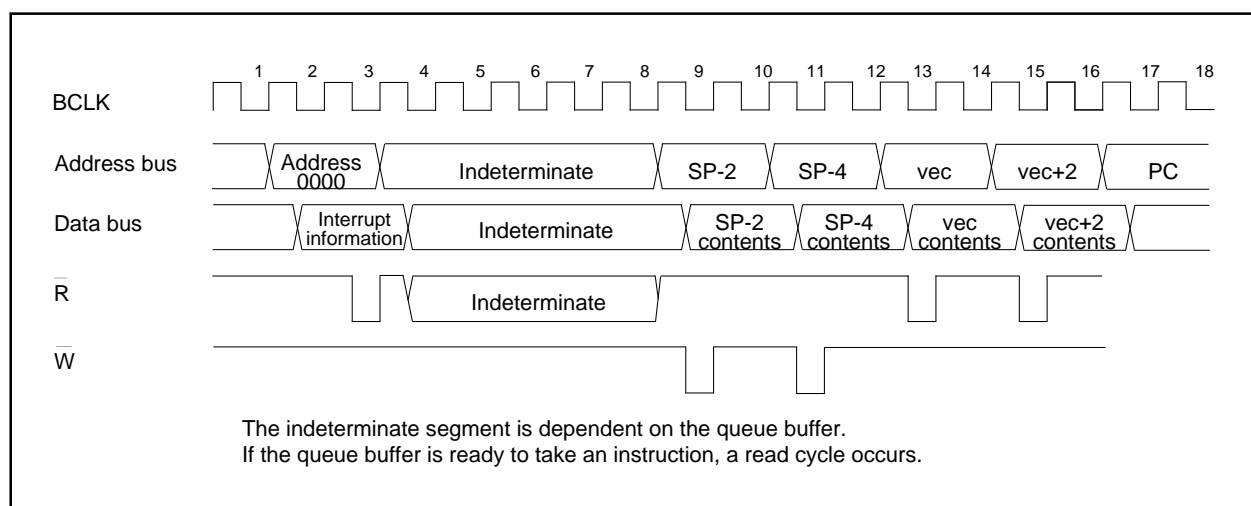 1 2 3 4 5 6 7 8 9 10 11 12 13 14 15 16 17 18
BCLK
Address bus
Address
0000
Indeterminate
SP-2
SP-4
vec
vec+2
PC
Data bus
Interrupt
information
Indeterminate
SP-2
contents
SP-4
contents
vec
contents
vec+2
contents
R̅
Indeterminate
W̅
The indeterminate segment is dependent on the queue buffer.
If the queue buffer is ready to take an instruction, a read cycle occurs.